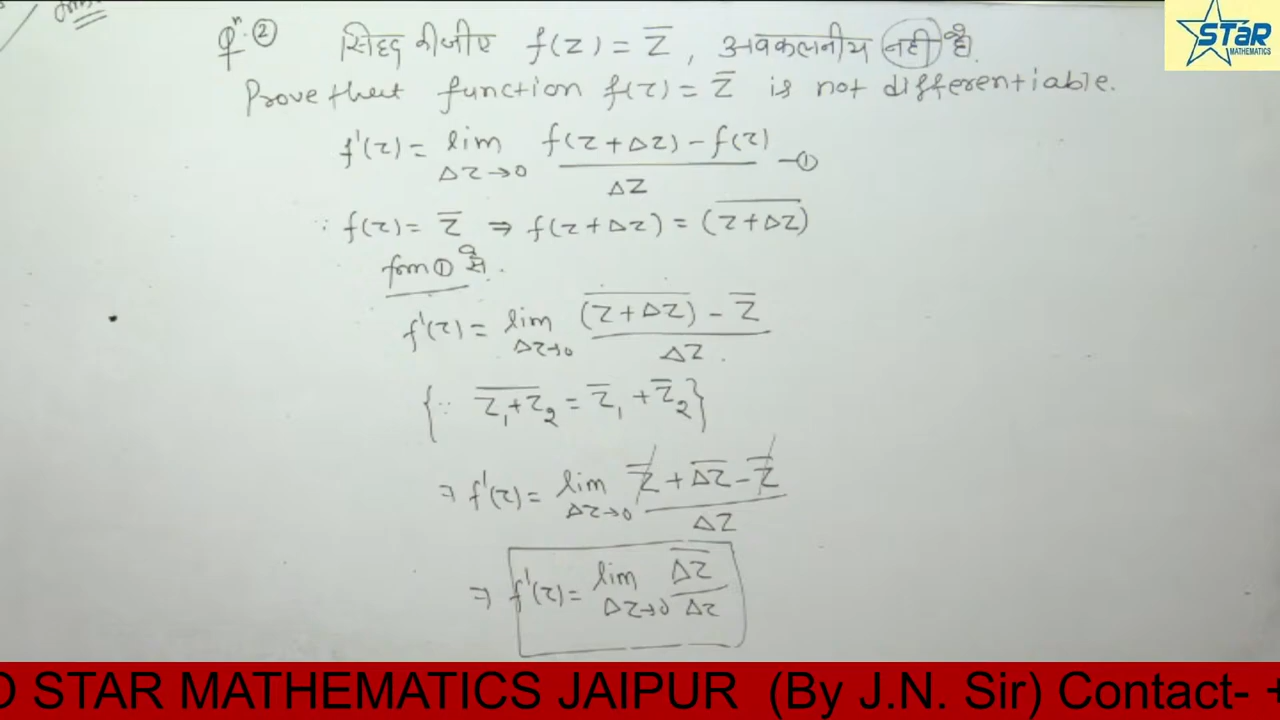 Qⁿ ② सिद्द कीजीए f(z) = z̅ , अवकलनीय नही है.
Prove that function f(z) = z̅ is not differentiable.
f'(z) = lim Δz→0 (f(z+Δz) − f(z)) / Δz —①
∵ f(z) = z̅ ⇒ f(z+Δz) = (z+Δz)̅
from ① से.
f'(z) = lim Δz→0 ((z+Δz)̅ − z̅) / Δz .
{∵ z₁+z₂̅ = z̅₁ + z̅₂}
⇒ f'(z) = lim Δz→0 (z̅ + Δz̅ − z̅) / Δz
⇒ f'(z) = lim Δz→0 Δz̅ / Δz
STAR
MATHEMATICS
STAR MATHEMATICS JAIPUR (By J.N. Sir) Contact-